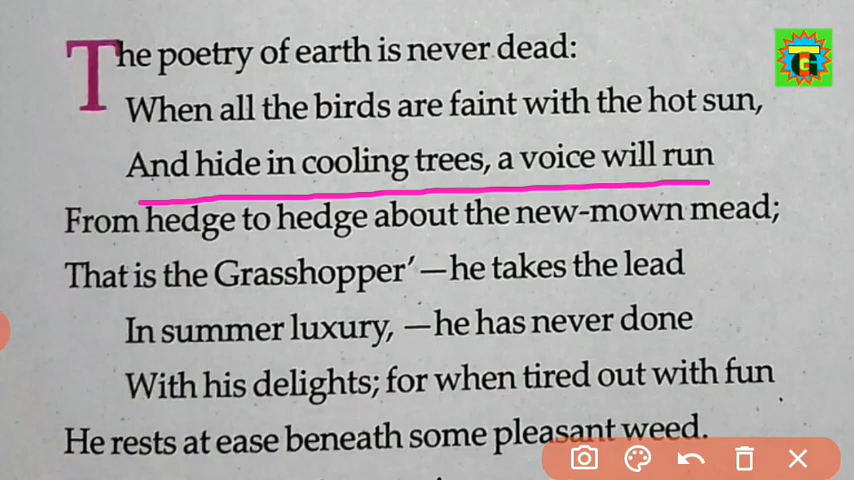 The poetry of earth is never dead:
When all the birds are faint with the hot sun,
And hide in cooling trees, a voice will run
From hedge to hedge about the new-mown mead;
That is the Grasshopper′—he takes the lead
In summer luxury, —he has never done
With his delights; for when tired out with fun
He rests at ease beneath some pleasant weed.